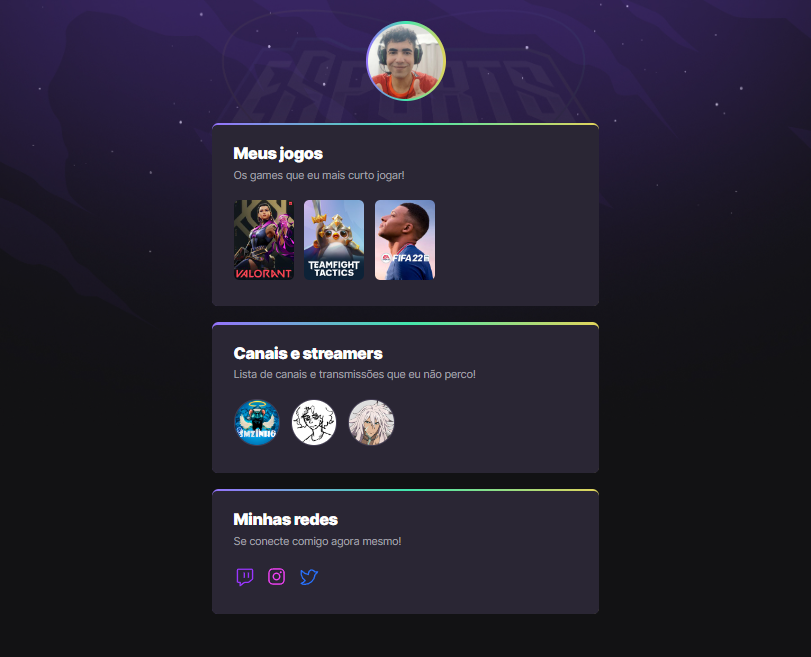 ESPORTS
Meus jogos
Os games que eu mais curto jogar!
VALORANT
TEAMFIGHT
TACTICS
FIFA 22
Canais e streamers
Lista de canais e transmissões que eu não perco!
Minhas redes
Se conecte comigo agora mesmo!